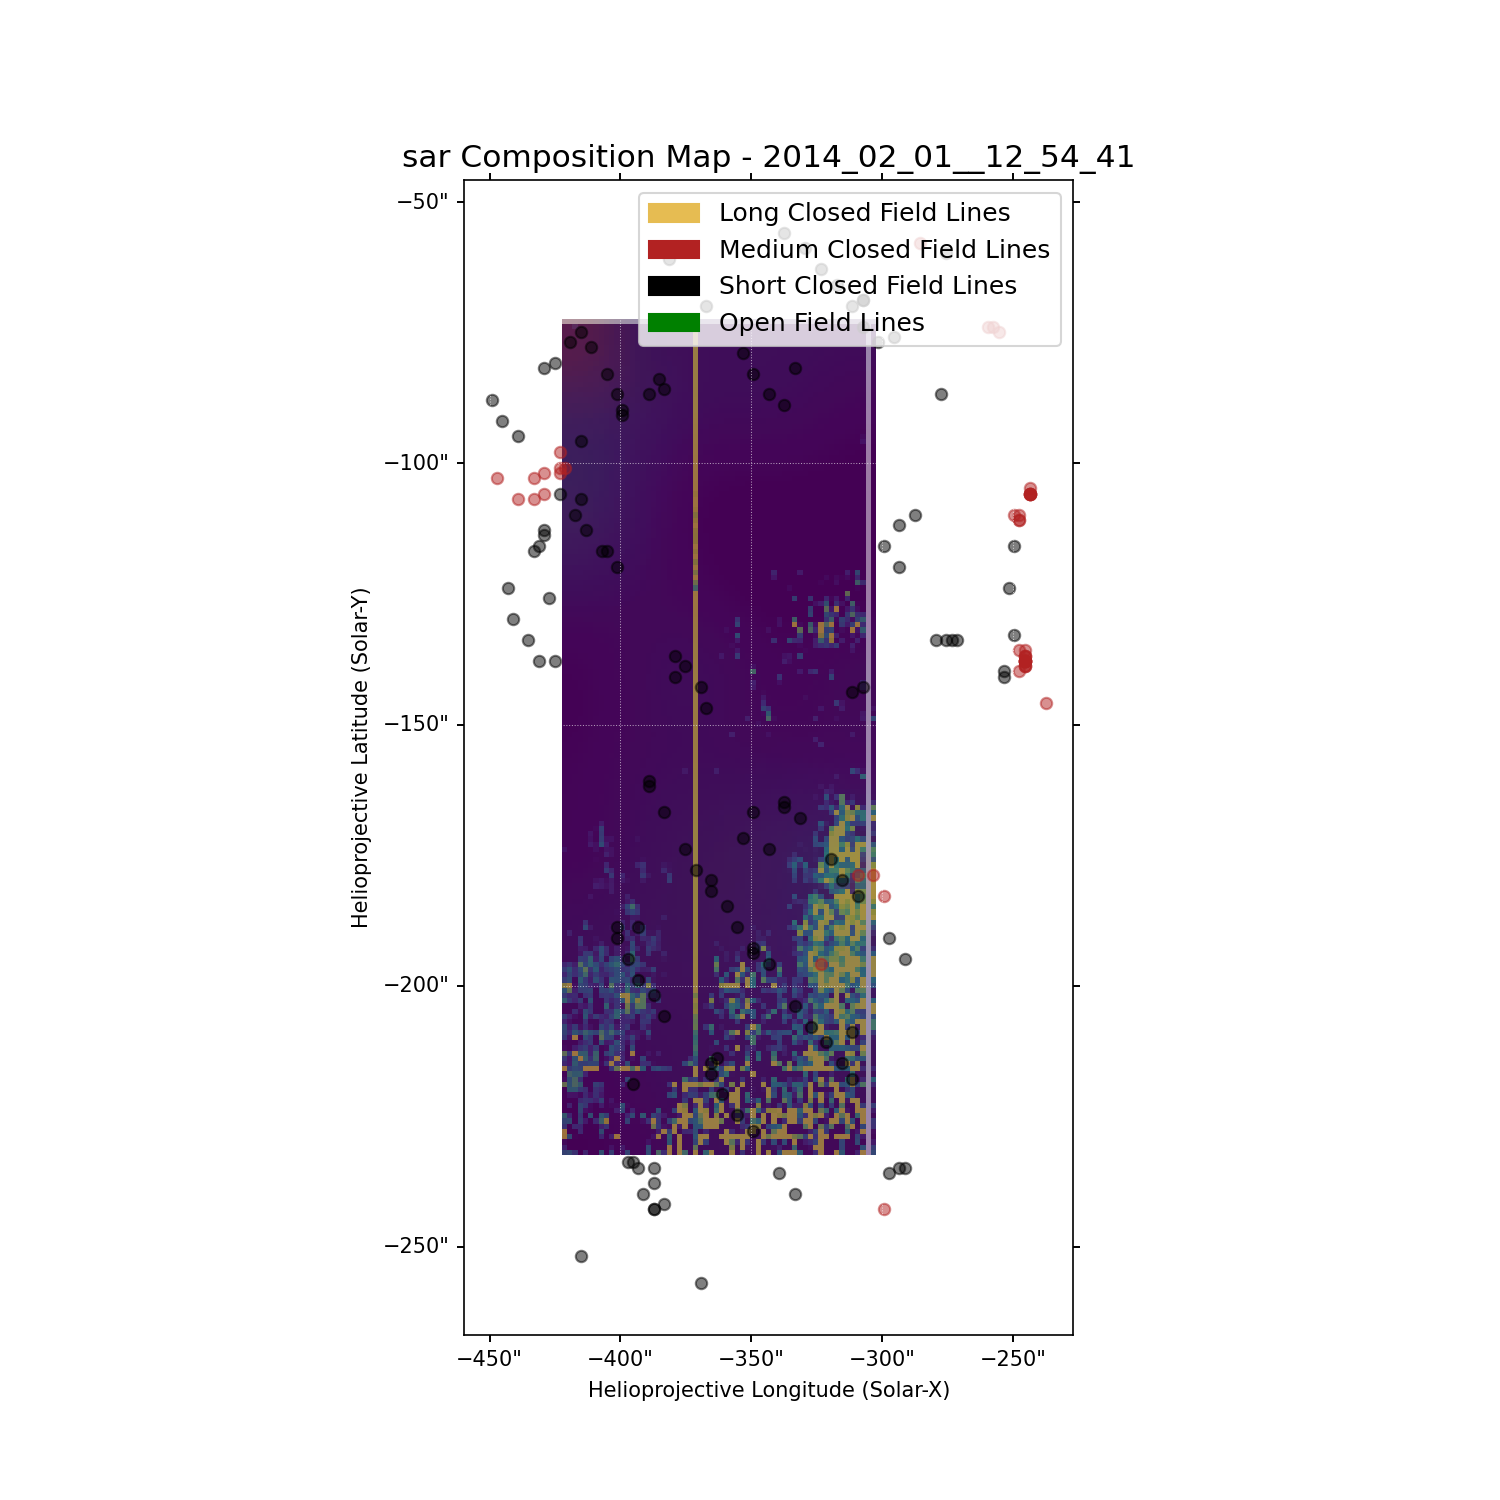 sar Composition Map - 2014_02_01__12_54_41
Long Closed Field Lines
Medium Closed Field Lines
Short Closed Field Lines
Open Field Lines
−50"
−100"
−150"
−200"
−250"
Helioprojective Latitude (Solar-Y)
−450"
−400"
−350"
−300"
−250"
Helioprojective Longitude (Solar-X)